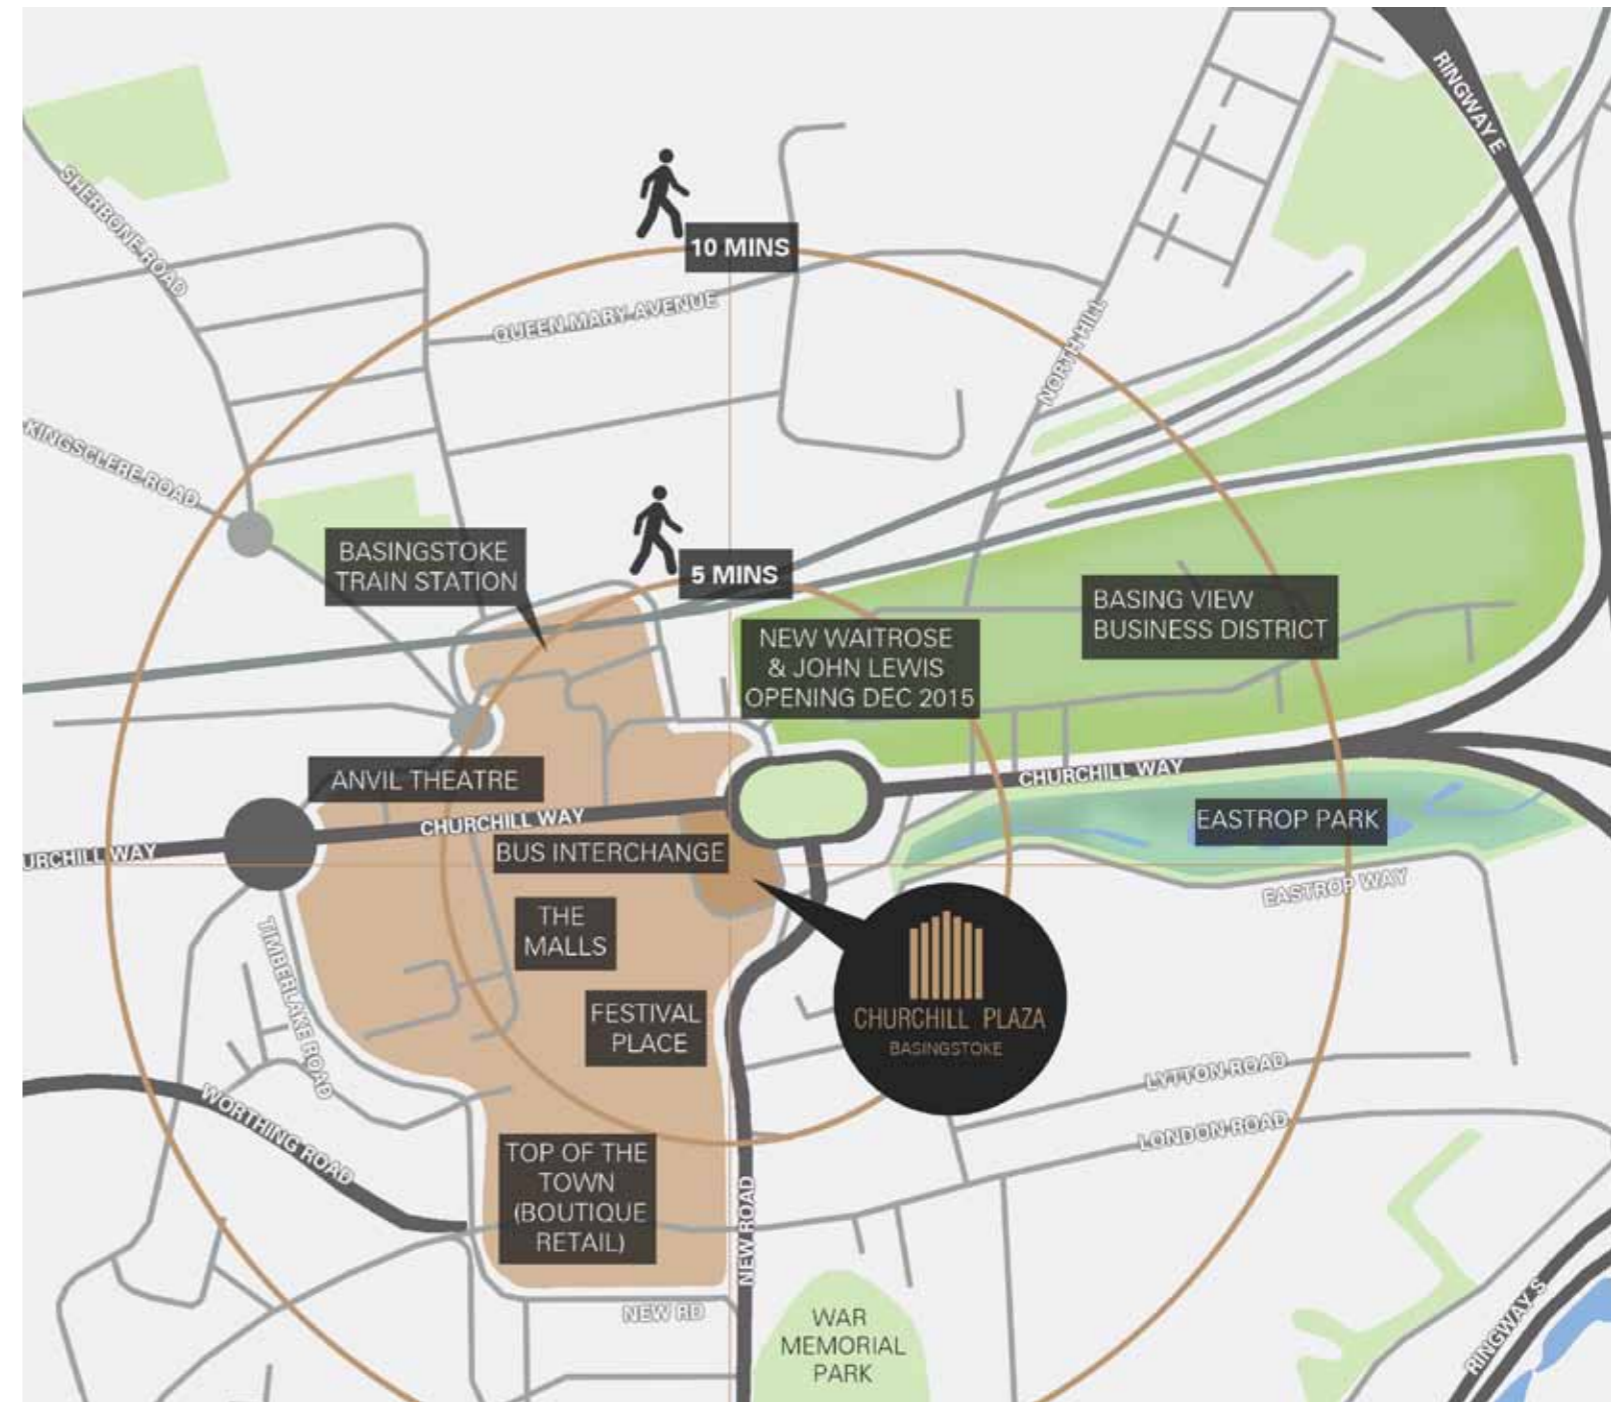 RINGWAY E
SHERBONE ROAD
10 MINS
QUEEN MARY AVENUE
NORTH HILL
KINGSCLERE ROAD
BASINGSTOKE
TRAIN STATION
5 MINS
BASING VIEW
BUSINESS DISTRICT
NEW WAITROSE
& JOHN LEWIS
OPENING DEC 2015
ANVIL THEATRE
CHURCHILL WAY
CHURCHILL WAY
EASTROP PARK
URCHILL WAY
BUS INTERCHANGE
EASTROP WAY
THE
MALLS
TIMBERLAKE ROAD
FESTIVAL
PLACE
CHURCHILL PLAZA
BASINGSTOKE
LYTTON ROAD
WORTHING ROAD
LONDON ROAD
TOP OF THE
TOWN
(BOUTIQUE
RETAIL)
NEW ROAD
NEW RD
WAR
MEMORIAL
PARK
RINGWAY S